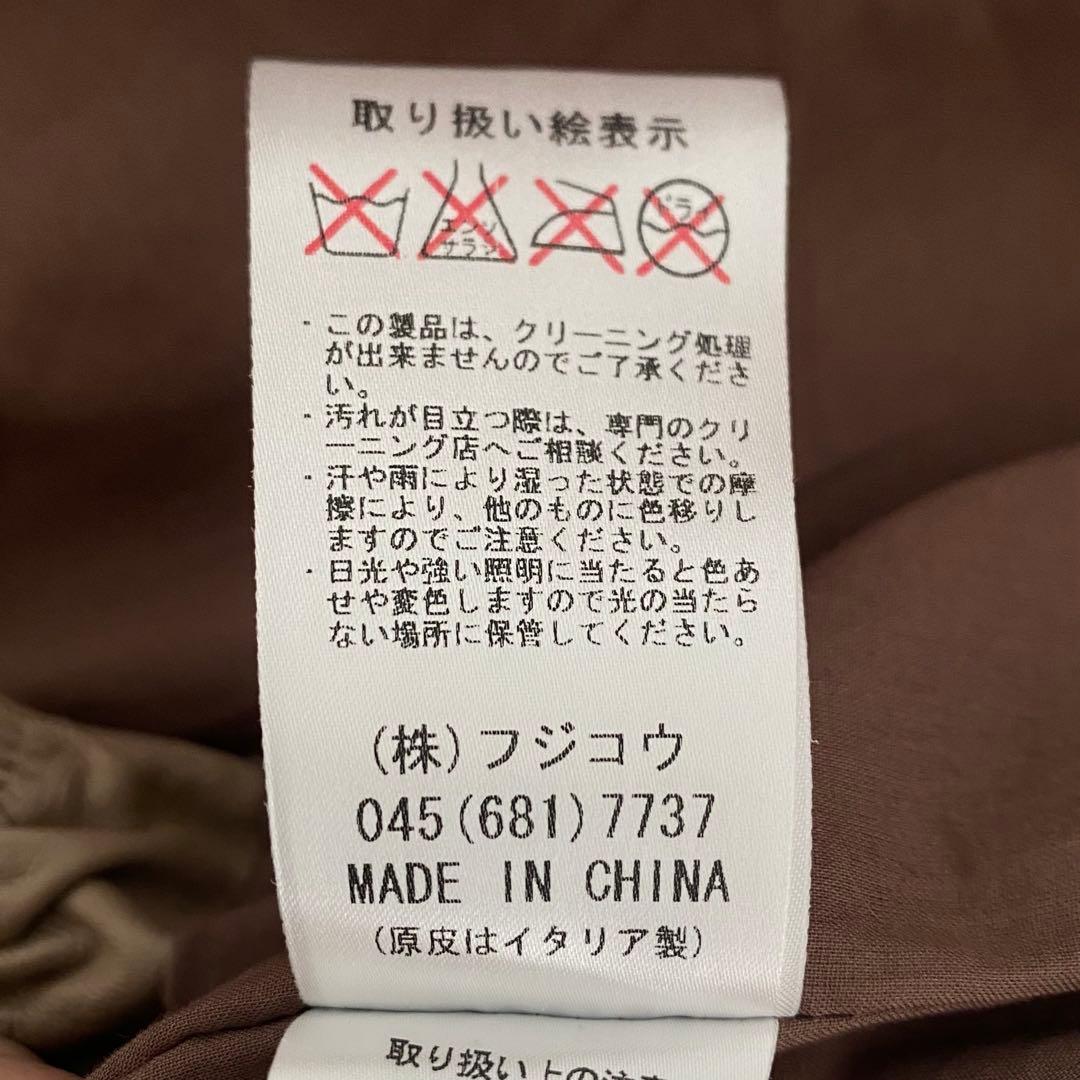 取り扱い絵表示
エンソ
サラシ
ドライ
・この製品は、クリーニング処理
が出来ませんのでご了承くださ
い。
・汚れが目立つ際は、専門のクリ
ーニング店へご相談ください。
・汗や雨により湿った状態での摩
擦により、他のものに色移りし
ますのでご注意ください。
・日光や強い照明に当たると色あ
せや変色しますので光の当たら
ない場所に保管してください。
(株)フジコウ
045(681)7737
MADE IN CHINA
(原皮はイタリア製)
取り扱い上の注意